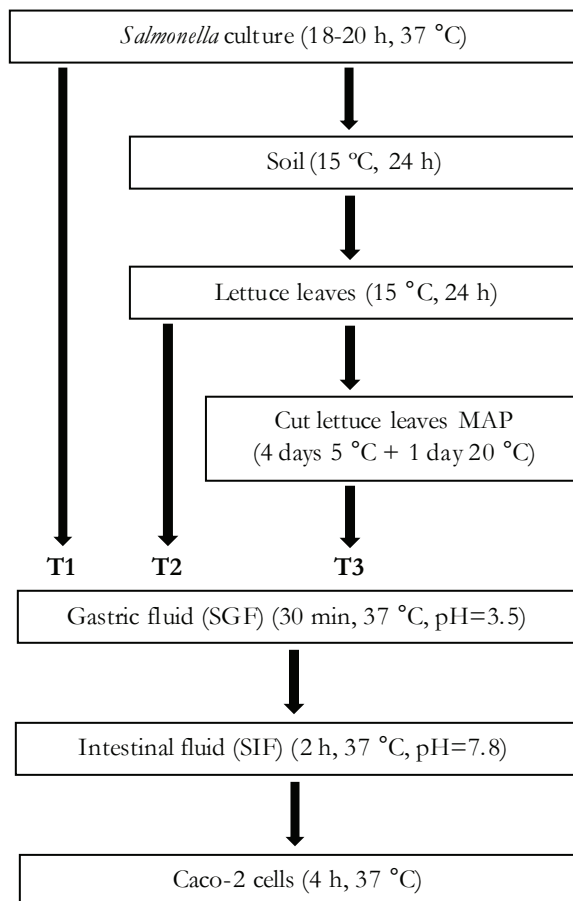 Salmonella culture (18-20 h, 37 °C)
Soil (15 ºC, 24 h)
Lettuce leaves (15 °C, 24 h)
Cut lettuce leaves MAP
(4 days 5 °C + 1 day 20 °C)
T1 T2 T3
Gastric fluid (SGF) (30 min, 37 °C, pH=3.5)
Intestinal fluid (SIF) (2 h, 37 °C, pH=7.8)
Caco-2 cells (4 h, 37 °C)